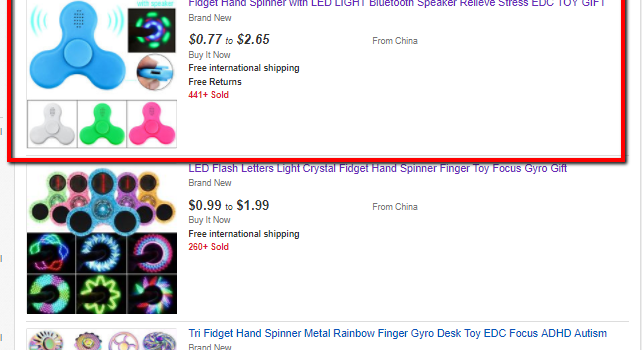 Fidget Hand Spinner with LED LIGHT Bluetooth Speaker Relieve Stress EDC TOY GIFT
with speaker
Brand New
$0.77 to $2.65
From China
Buy It Now
Free international shipping
Free Returns
441+ Sold
LED Flash Letters Light Crystal Fidget Hand Spinner Finger Toy Focus Gyro Gift
Brand New
$0.99 to $1.99
From China
Buy It Now
Free international shipping
260+ Sold
Tri Fidget Hand Spinner Metal Rainbow Finger Gyro Desk Toy EDC Focus ADHD Autism
Brand New